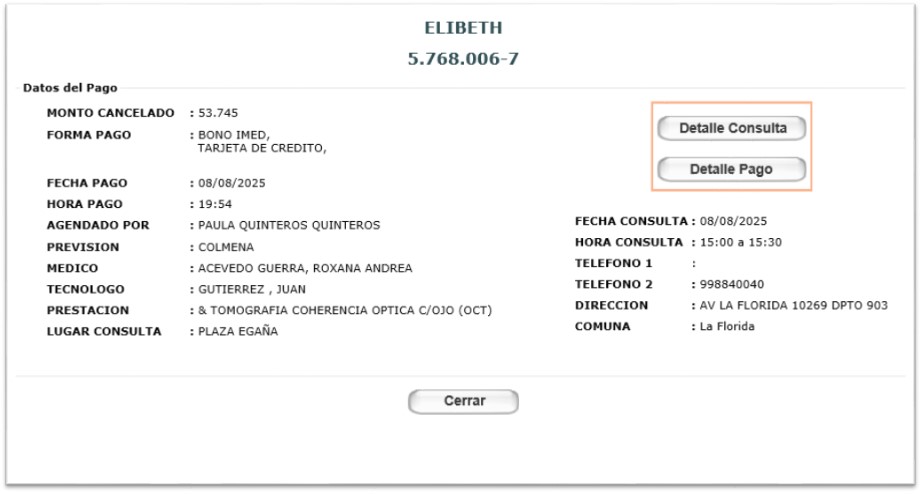 ELIBETH
5.768.006-7
Datos del Pago
MONTO CANCELADO : 53.745
FORMA PAGO : BONO IMED,
TARJETA DE CREDITO,
FECHA PAGO : 08/08/2025
HORA PAGO : 19:54
AGENDADO POR : PAULA QUINTEROS QUINTEROS
PREVISION : COLMENA
MEDICO : ACEVEDO GUERRA, ROXANA ANDREA
TECNOLOGO : GUTIERREZ , JUAN
PRESTACION : & TOMOGRAFIA COHERENCIA OPTICA C/OJO (OCT)
LUGAR CONSULTA : PLAZA EGAÑA
Detalle Consulta
Detalle Pago
FECHA CONSULTA : 08/08/2025
HORA CONSULTA : 15:00 a 15:30
TELEFONO 1 :
TELEFONO 2 : 998840040
DIRECCION : AV LA FLORIDA 10269 DPTO 903
COMUNA : La Florida
Cerrar